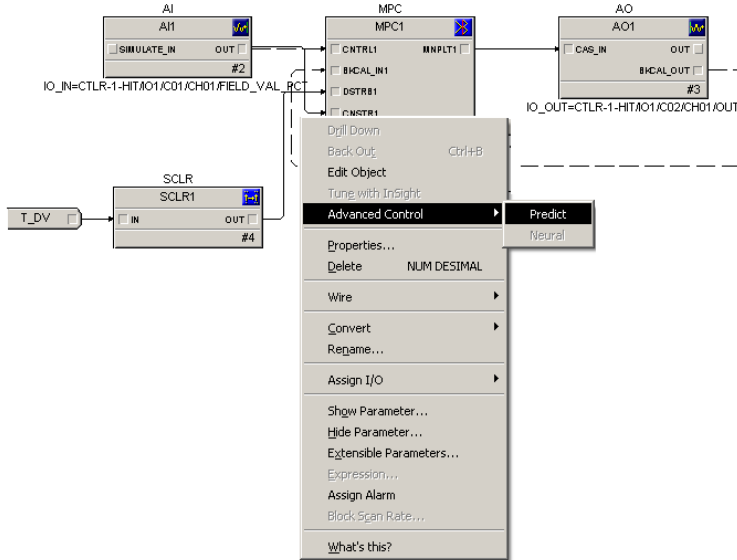 AI
AI1
SIMULATE_IN OUT
#2
IO_IN=CTLR-1-HIT/IO1/C01/CH01/FIELD_VAL_PCT
MPC
MPC1
CNTRL1 MNPLT1
BKCAL_IN1
DSTRB1
CNSTR1
AO
AO1
CAS_IN OUT
BKCAL_OUT
#3
IO_OUT=CTLR-1-HIT/IO1/C02/CH01/OUT
SCLR
SCLR1
IN OUT
#4
T_DV
Drill Down
Back Out Ctrl+B
Edit Object
Tune with InSight
Advanced Control
Predict
Neural
Properties...
Delete NUM DESIMAL
Wire
Convert
Rename...
Assign I/O
Show Parameter...
Hide Parameter...
Extensible Parameters...
Expression...
Assign Alarm
Block Scan Rate...
What's this?